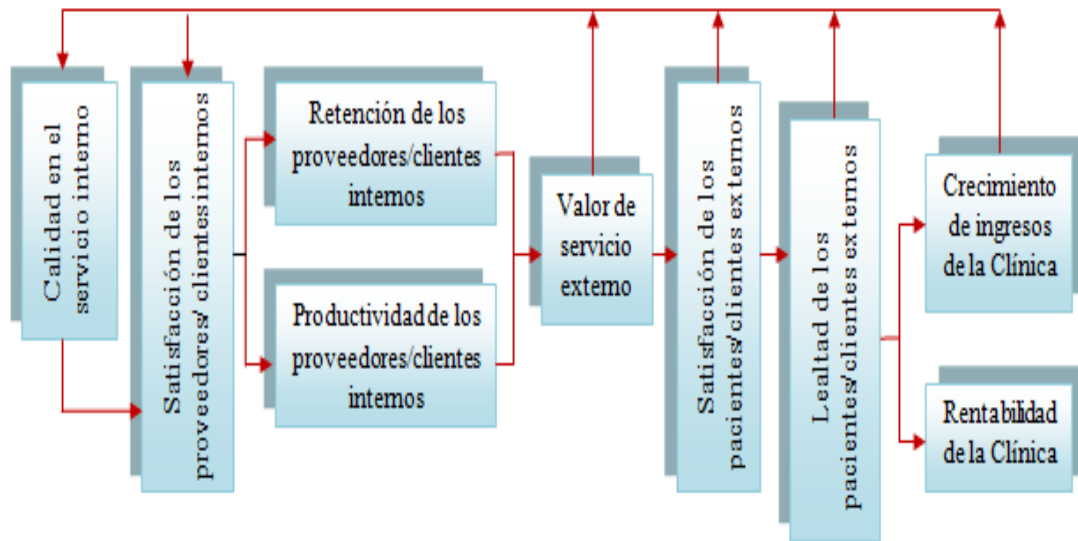 Calidad en el
servicio interno
Satisfacción de los
proveedores/ clientes internos
Retención de los
proveedores/clientes
internos
Productividad de los
proveedores/clientes
internos
Valor de
servicio
externo
Satisfacción de los
pacientes/clientes externos
Lealtad de los
pacientes/clientes externos
Crecimiento
de ingresos
de la Clínica
Rentabilidad
de la Clínica